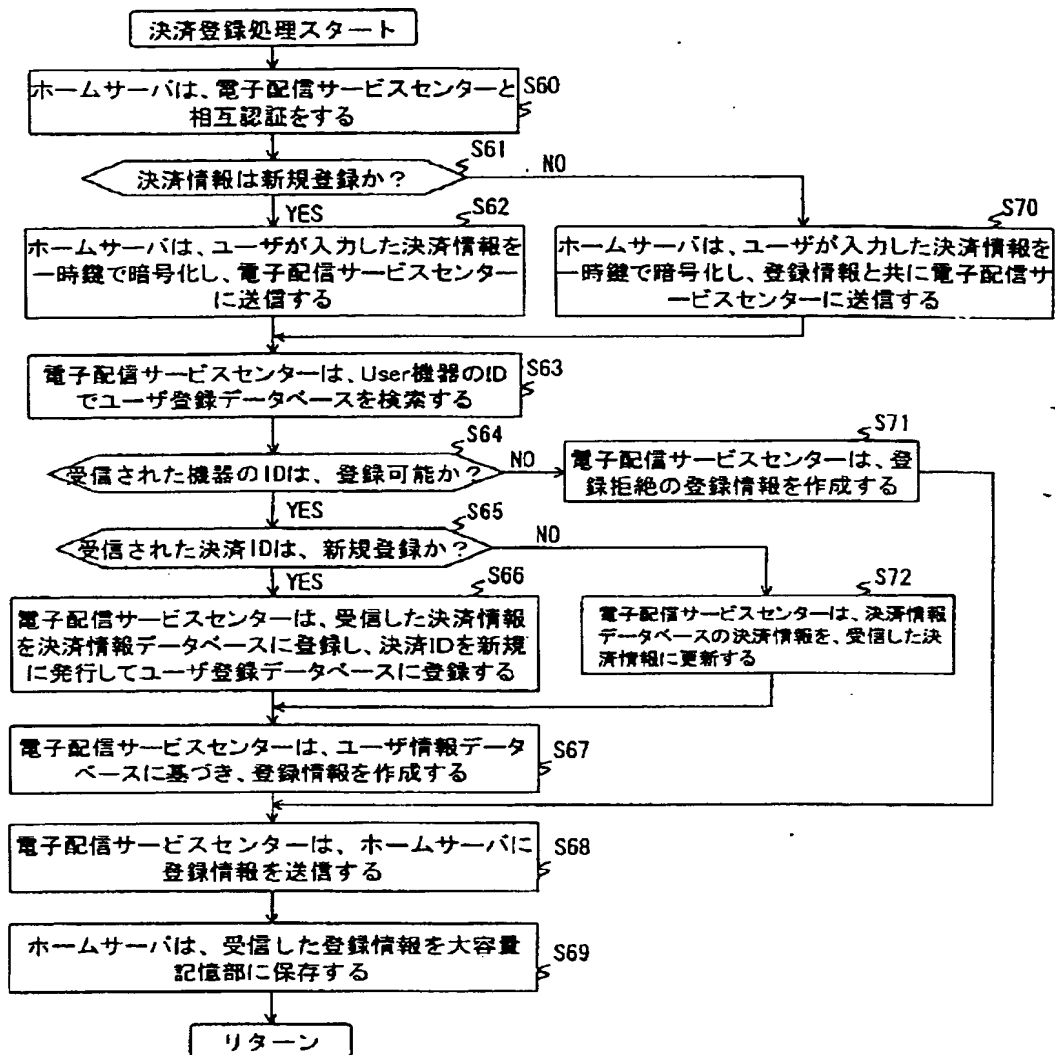 決済登録処理スタート
ホームサーバは、電子配信サービスセンターと
相互認証をする
S60
S61
決済情報は新規登録か？
NO
YES
S62
ホームサーバは、ユーザが入力した決済情報を
一時鍵で暗号化し、電子配信サービスセンター
に送信する
S70
ホームサーバは、ユーザが入力した決済情報を
一時鍵で暗号化し、登録情報と共に電子配信サ
ービスセンターに送信する
電子配信サービスセンターは、User機器のID
でユーザ登録データベースを検索する
S63
S64
受信された機器のIDは、登録可能か？
NO
YES
S71
電子配信サービスセンターは、登
録拒絶の登録情報を作成する
S65
受信された決済IDは、新規登録か？
NO
YES
S66
電子配信サービスセンターは、受信した決済情報
を決済情報データベースに登録し、決済IDを新規
に発行してユーザ登録データベースに登録する
S72
電子配信サービスセンターは、決済情報
データベースの決済情報を、受信した決
済情報に更新する
電子配信サービスセンターは、ユーザ情報データ
ベースに基づき、登録情報を作成する
S67
電子配信サービスセンターは、ホームサーバに
登録情報を送信する
S68
ホームサーバは、受信した登録情報を大容量
記憶部に保存する
S69
リターン